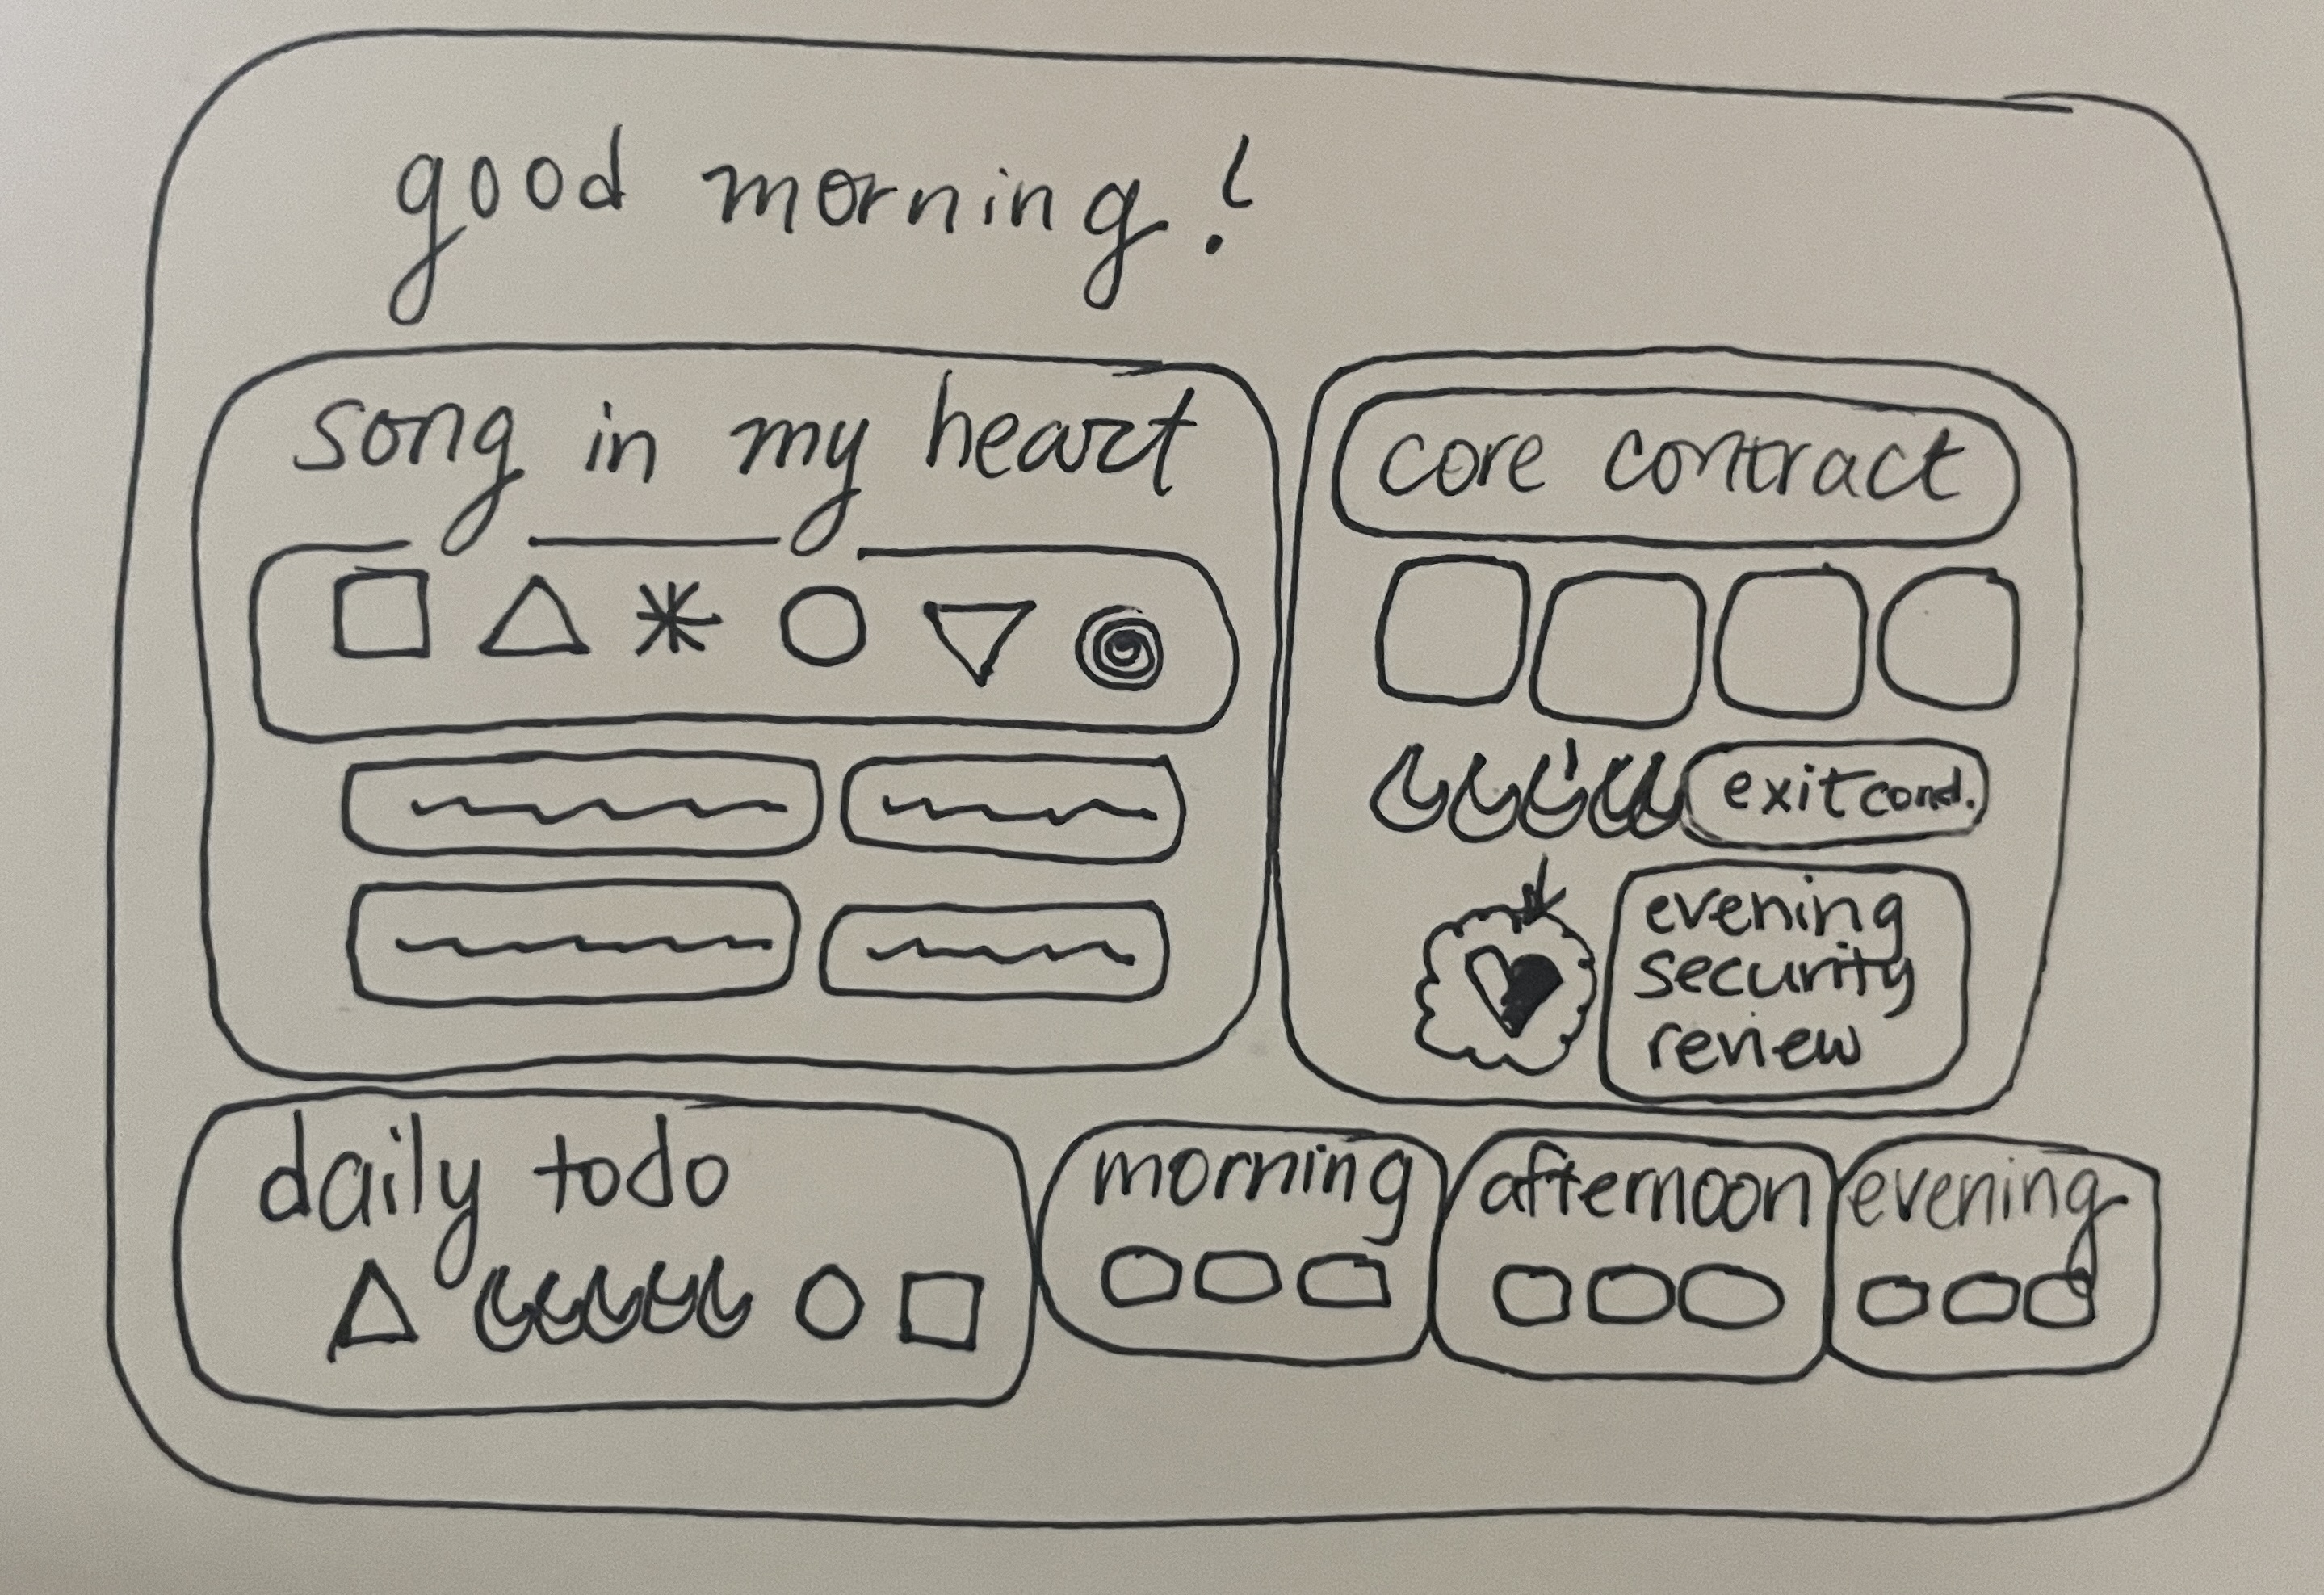 good morning!
song in my heart
core contract
exit cond.
evening
security
review
daily todo
morning
afternoon
evening